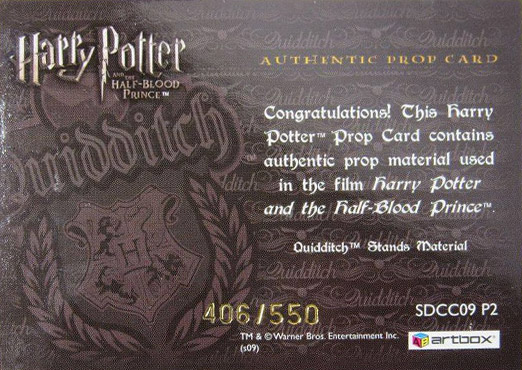 Harry Potter
AND THE
HALF-BLOOD
PRINCE™
AUTHENTIC PROP CARD
Quidditch
Congratulations! This Harry
Potter™ Prop Card contains
authentic prop material used
in the film Harry Potter
and the Half-Blood Prince™.
Quidditch™ Stands Material
H
406/550
SDCC09 P2
TM & © Warner Bros. Entertainment Inc.
(s09)
artbox